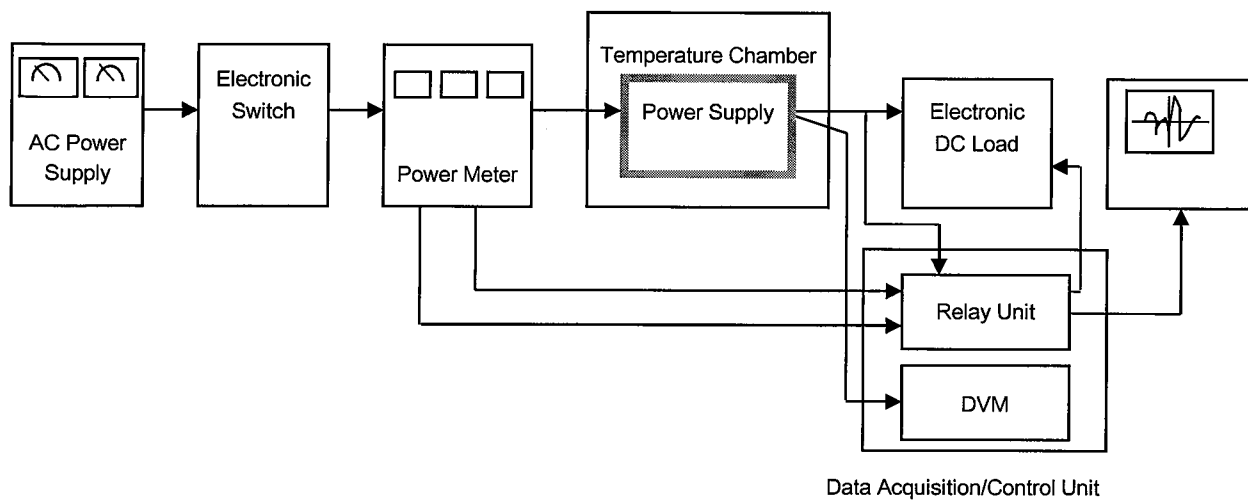 AC Power
Supply
Electronic
Switch
Power Meter
Temperature Chamber
Power Supply
Electronic
DC Load
Relay Unit
DVM
Data Acquisition/Control Unit